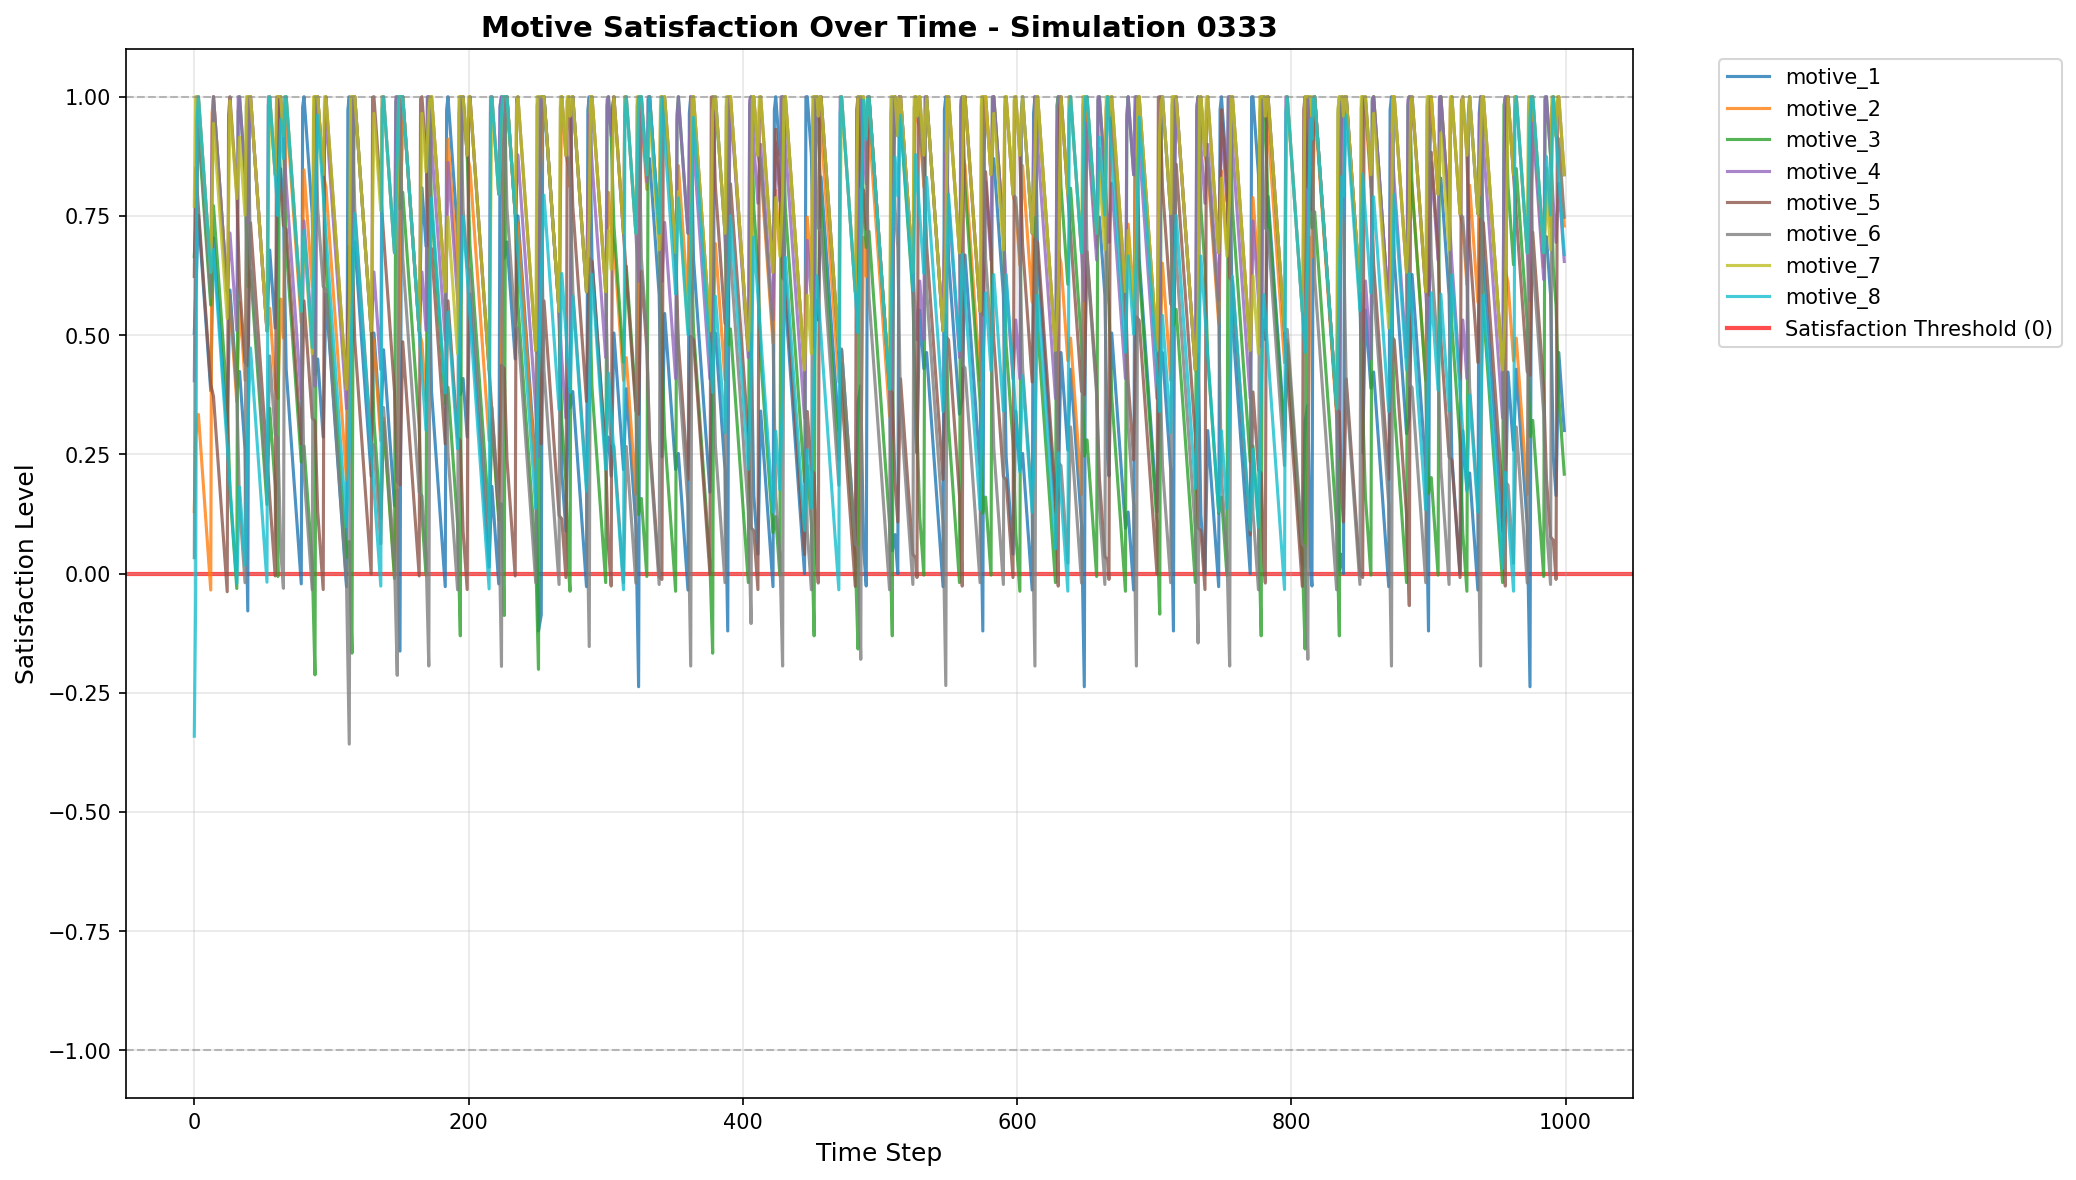 Motive Satisfaction Over Time - Simulation 0333
Satisfaction Level
1.00
0.75
0.50
0.25
0.00
−0.25
−0.50
−0.75
−1.00
0
200
400
600
800
1000
Time Step
motive_1
motive_2
motive_3
motive_4
motive_5
motive_6
motive_7
motive_8
Satisfaction Threshold (0)